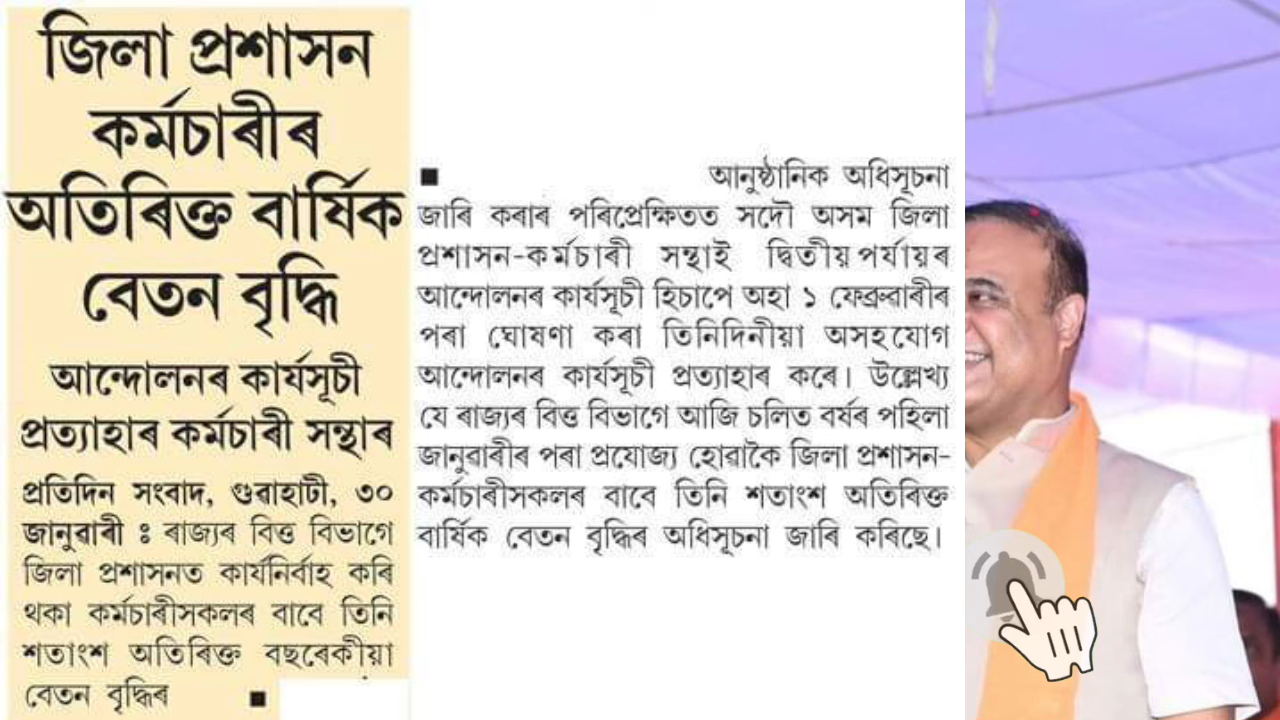 জিলা প্ৰশাসন
কৰ্মচাৰীৰ
অতিৰিক্ত বাৰ্ষিক
বেতন বৃদ্ধি
আন্দোলনৰ কাৰ্যসূচী
প্ৰত্যাহাৰ কৰ্মচাৰী সন্থাৰ
প্ৰতিদিন সংবাদ, গুৱাহাটী, ৩০
জানুৱাৰী ঃ ৰাজ্যৰ বিত্ত বিভাগে
জিলা প্ৰশাসনত কাৰ্যনিৰ্বাহ কৰি
থকা কৰ্মচাৰীসকলৰ বাবে তিনি
শতাংশ অতিৰিক্ত বছৰেকীয়া
বেতন বৃদ্ধিৰ ■
■ আনুষ্ঠানিক অধিসূচনা
জাৰি কৰাৰ পৰিপ্ৰেক্ষিতত সদৌ অসম জিলা
প্ৰশাসন-কৰ্মচাৰী সন্থাই দ্বিতীয় পৰ্যায়ৰ
আন্দোলনৰ কাৰ্যসূচী হিচাপে অহা ১ ফেব্ৰুৱাৰীৰ
পৰা ঘোষণা কৰা তিনিদিনীয়া অসহযোগ
আন্দোলনৰ কাৰ্যসূচী প্ৰত্যাহাৰ কৰে। উল্লেখ্য
যে ৰাজ্যৰ বিত্ত বিভাগে আজি চলিত বৰ্ষৰ পহিলা
জানুৱাৰীৰ পৰা প্ৰযোজ্য হোৱাকৈ জিলা প্ৰশাসন-
কৰ্মচাৰীসকলৰ বাবে তিনি শতাংশ অতিৰিক্ত
বাৰ্ষিক বেতন বৃদ্ধিৰ অধিসূচনা জাৰি কৰিছে।